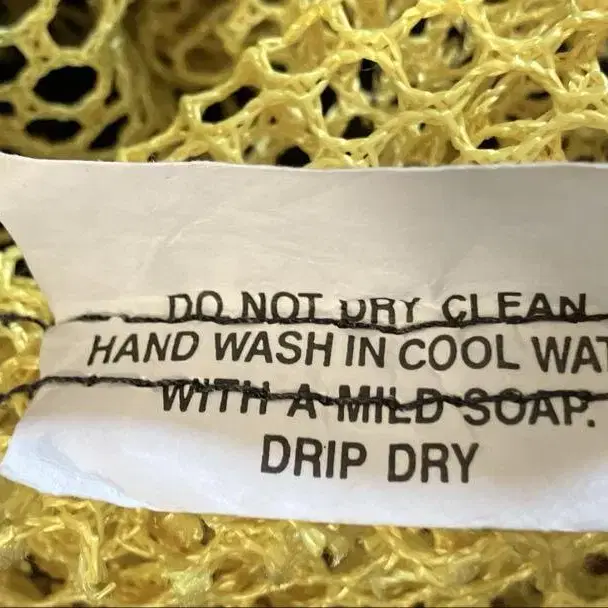 DO NOT DRY CLEAN
HAND WASH IN COOL WAT
WITH A MILD SOAP.
DRIP DRY